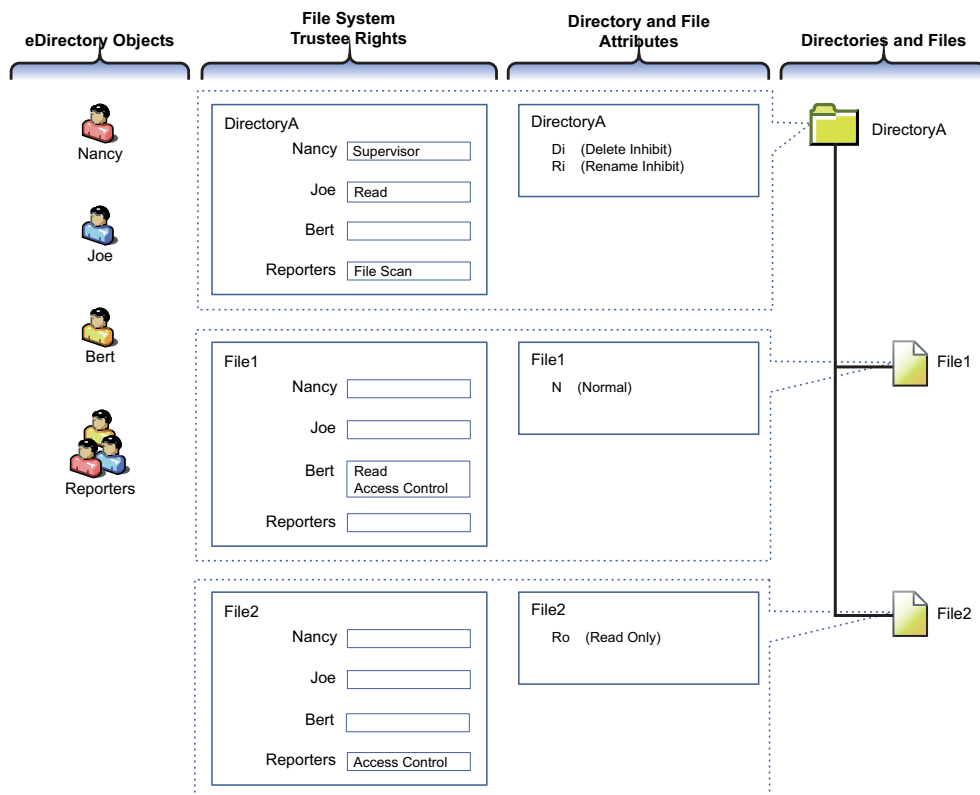 eDirectory Objects
File System
Trustee Rights
Directory and File
Attributes
Directories and Files
Nancy
Joe
Bert
Reporters
DirectoryA
Nancy Supervisor
Joe Read
Bert
Reporters File Scan
DirectoryA
Di (Delete Inhibit)
Ri (Rename Inhibit)
DirectoryA
File1
Nancy
Joe
Bert Read
Access Control
Reporters
File1
N (Normal)
File1
File2
Nancy
Joe
Bert
Reporters Access Control
File2
Ro (Read Only)
File2